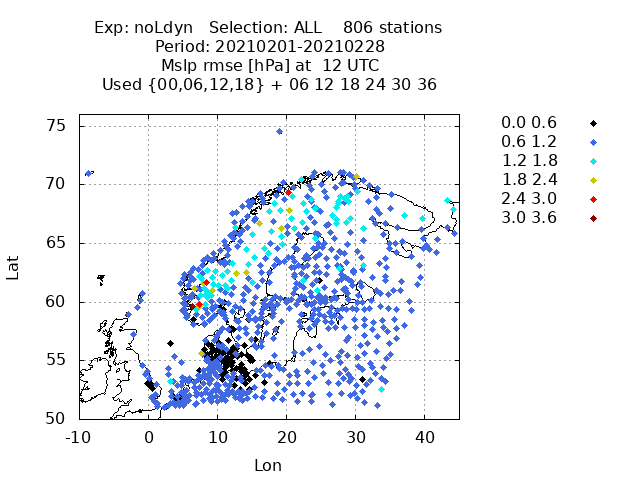 Exp: noLdyn   Selection: ALL    806 stations
Period: 20210201-20210228
Mslp rmse [hPa] at  12 UTC
Used {00,06,12,18} + 06 12 18 24 30 36
0.0 0.6
0.6 1.2
1.2 1.8
1.8 2.4
2.4 3.0
3.0 3.6
75
70
65
60
55
50
Lat
-10 0 10 20 30 40
Lon